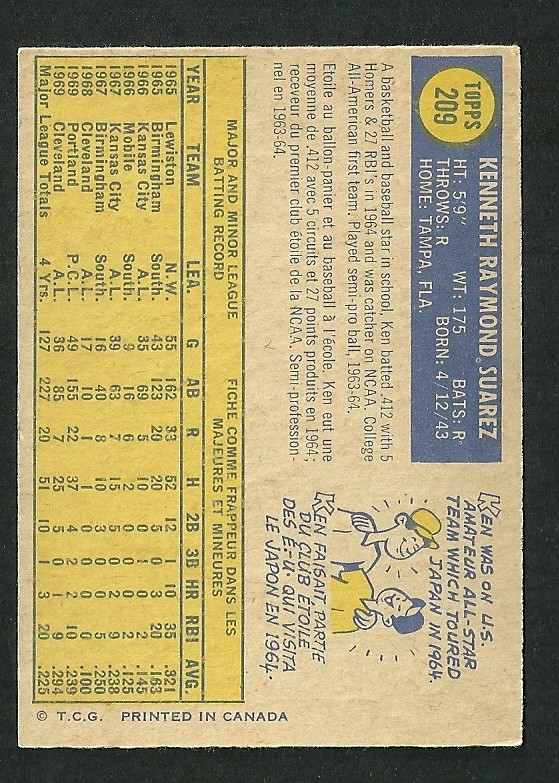 TOPPS
209
KENNETH RAYMOND SUAREZ
HT: 5'9" WT: 175 BATS: R
THROWS: R BORN: 4/12/43
HOME: TAMPA, FLA.
A basketball and baseball star in school, Ken batted .412 with 5
Homers & 27 RBI's in 1964 and was catcher on NCAA. College
All-American first team. Played semi-pro ball, 1963-64.
Etoile au ballon-panier et au baseball à l'école, Ken eut une
moyenne de .412 avec 5 circuits et 27 points produits en 1964;
receveur du premier club étoile de la NCAA. Semi-profession-
nel en 1963-64.
KEN WAS ON U.S.
AMATEUR ALL-STAR
TEAM WHICH TOURED
JAPAN IN 1964.
KEN FAISAIT, PARTIE
DU CLUB ETOILE
DES É-U. QUI VISITA
LE JAPON EN 1964.
MAJOR AND MINOR LEAGUE
BATTING RECORD
FICHE COMME FRAPPEUR DANS LES
MAJEURES ET MINEURES
YEAR TEAM LEA. G AB R H 2B 3B HR RBI AVG.
1965 Lewiston N.W. 55 162 33 52 12 1 10 35 .321
1965 Birmingham South. 43 123 20 20 5 0 3 20 .163
1966 Kansas City A.L. 35 69 5 10 0 1 0 2 .145
1966 Mobile South. 9 16 6 2 0 0 0 2 .125
1967 Kansas City A.L. 39 63 7 15 5 0 2 9 .238
1967 Birmingham South. 16 40 8 10 3 0 0 5 .250
1968 Cleveland A.L. 17 10 1 1 0 0 0 0 .100
1969 Portland P.C.L. 49 155 22 37 4 2 2 20 .239
1969 Cleveland A.L. 36 85 7 25 5 0 1 9 .294
Major League Totals 4 Yrs. 127 227 20 51 10 1 3 20 .225
© T.C.G. PRINTED IN CANADA